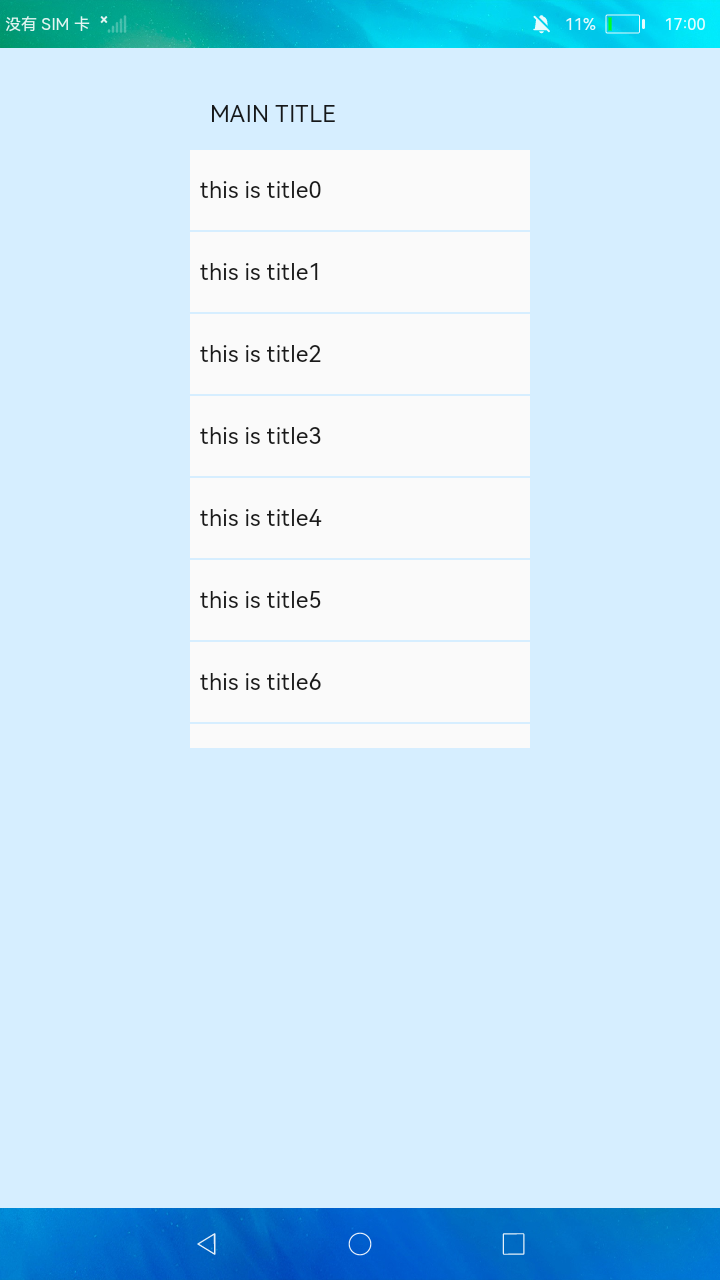 没有 SIM 卡 11% 17:00
MAIN TITLE
this is title0
this is title1
this is title2
this is title3
this is title4
this is title5
this is title6